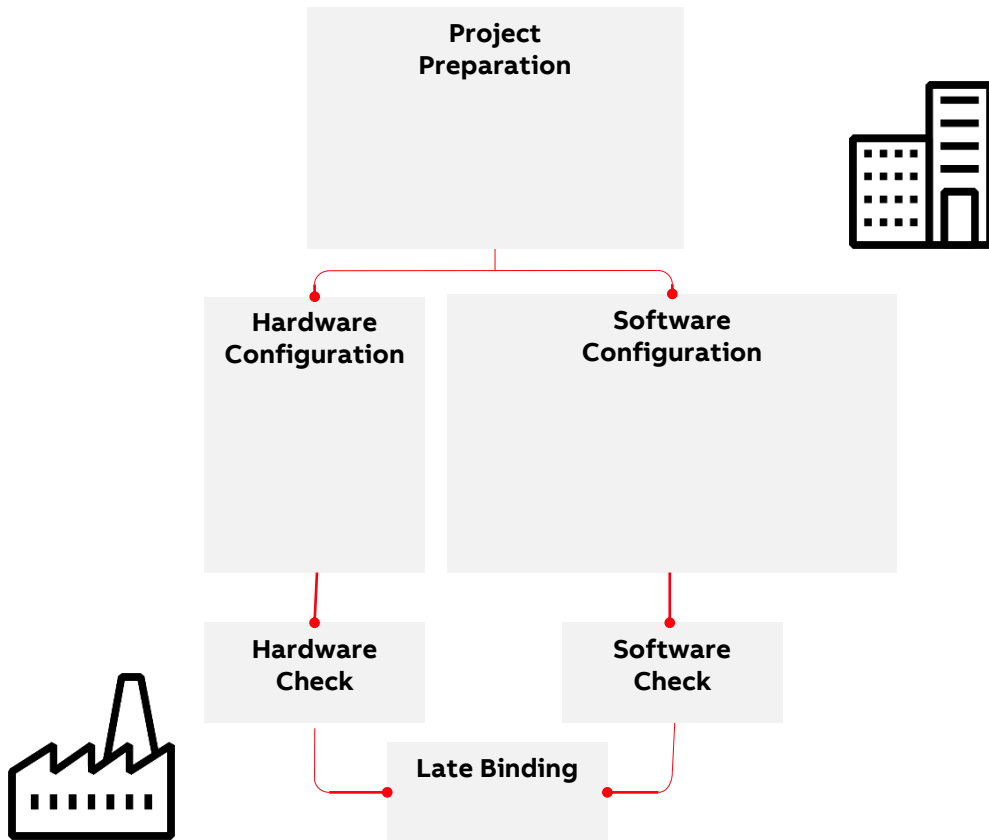 Project
Preparation
Hardware
Configuration
Software
Configuration
Hardware
Check
Software
Check
Late Binding